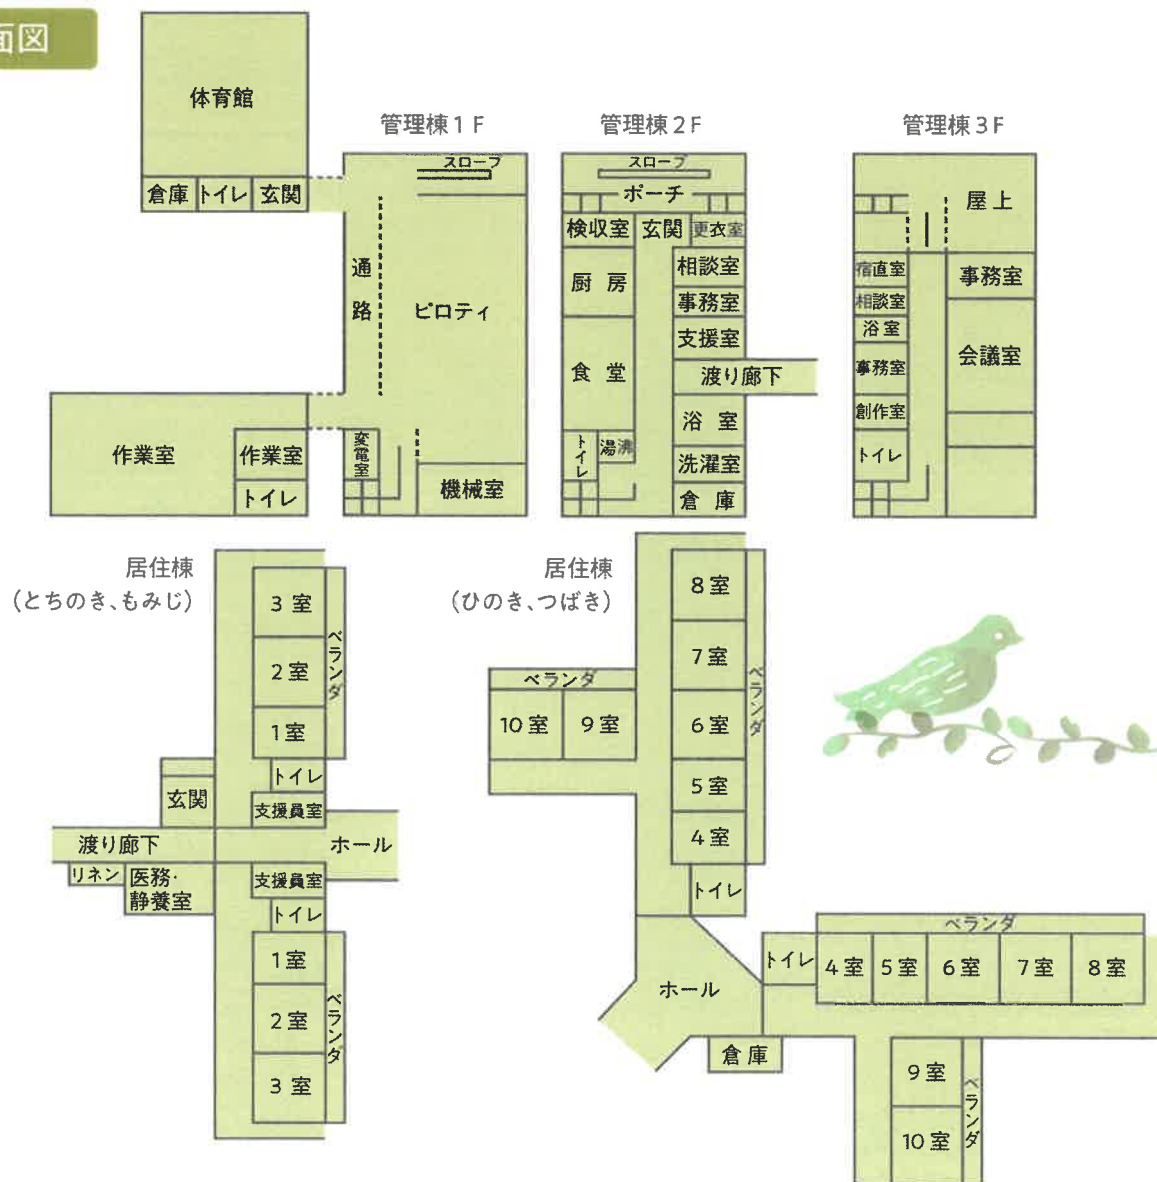 面図
体育館
倉庫
トイレ
玄関
管理棟1F
スロープ
通路
ピロティ
変電室
機械室
作業室
作業室
トイレ
管理棟2F
スロープ
ポーチ
検収室
玄関
更衣室
厨房
相談室
事務室
支援室
食堂
渡り廊下
浴室
トイレ
湯沸
洗濯室
倉庫
管理棟3F
屋上
宿直室
事務室
相談室
浴室
会議室
事務室
創作室
トイレ
居住棟
(とちのき、もみじ)
3室
2室
1室
ベランダ
トイレ
玄関
支援員室
渡り廊下
ホール
リネン
医務・
静養室
支援員室
トイレ
1室
2室
3室
ベランダ
居住棟
(ひのき、つばき)
8室
7室
6室
5室
4室
ベランダ
ベランダ
10室
9室
トイレ
ホール
倉庫
トイレ
ベランダ
4室
5室
6室
7室
8室
9室
10室
ベランダ